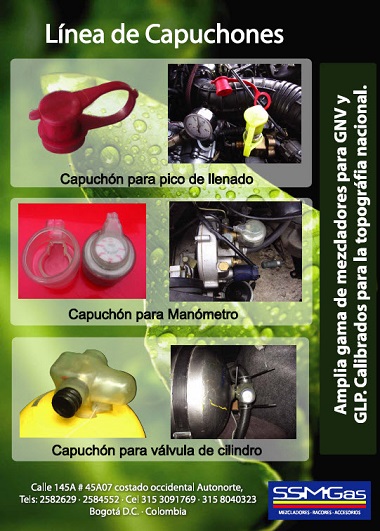 Línea de Capuchones
Capuchón para pico de llenado
Capuchón para Manómetro
Capuchón para válvula de cilindro
Amplia gama de mezcladores para GNV y
GLP. Calibrados para la topográfia nacional.
Calle 145A # 45A07 costado occidental Autonorte,
Tels: 2582629 · 2584552 · Cel 315 3091769 · 315 8040323
Bogotá D.C. · Colombia
SSMGas
MEZCLADORES - RACORES - ACCESORIOS